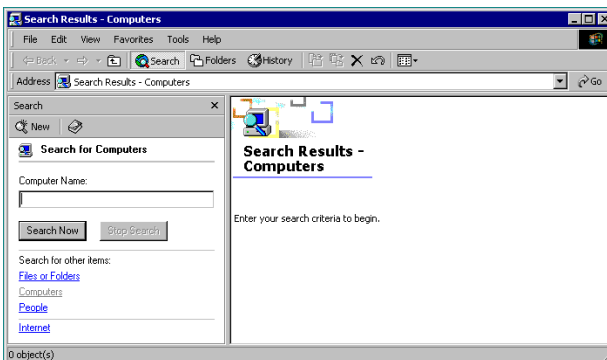 Search Results - Computers
File Edit View Favorites Tools Help
Back Search Folders History
Address Search Results - Computers Go
Search
New
Search for Computers
Computer Name:
Search Now Stop Search
Search for other items:
Files or Folders
Computers
People
Internet
Search Results -
Computers
Enter your search criteria to begin.
0 object(s)